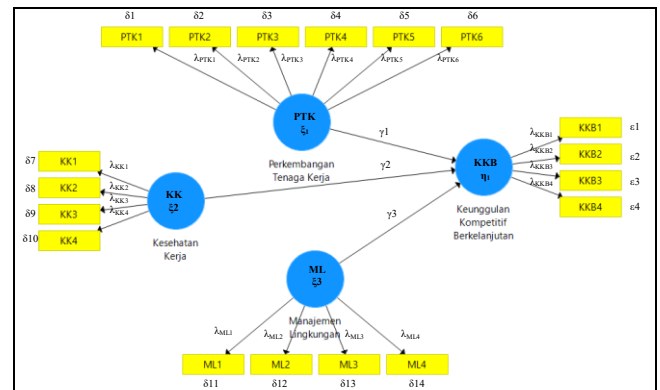 δ1 δ2 δ3 δ4 δ5 δ6
PTK1 PTK2 PTK3 PTK4 PTK5 PTK6
λPTK1 λPTK2 λPTK3 λPTK4 λPTK5 λPTK6
PTK
ξ1
Perkembangan
Tenaga Kerja
γ1
γ2
γ3
δ7 KK1 λKK1
δ8 KK2 λKK2
δ9 KK3 λKK3
δ10 KK4 λKK4
KK
ξ2
Kesehatan
Kerja
KKB
η1
Keunggulan
Kompetitif
Berkelanjutan
λKKB1 KKB1 ε1
λKKB2 KKB2 ε2
λKKB3 KKB3 ε3
λKKB4 KKB4 ε4
ML
ξ3
Manajemen
Lingkungan
λML1 λML2 λML3 λML4
ML1 ML2 ML3 ML4
δ11 δ12 δ13 δ14